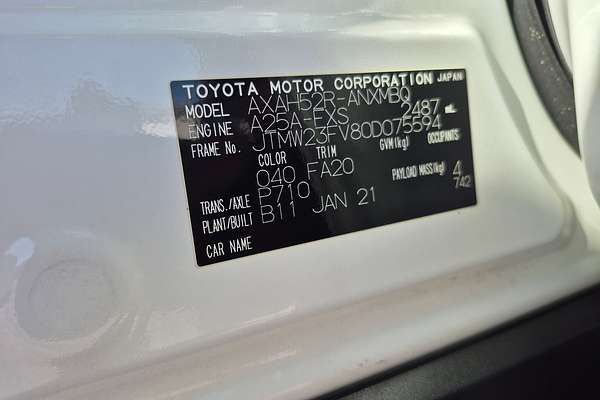 TOYOTA MOTOR CORPORATION JAPAN
MODEL AXAH52R-ANXMBQ
ENGINE A25A-FXS 2487 mL
FRAME No. JTMW23FV80D075594
COLOR TRIM GVM(kg) OCCUPANTS
040 FA20 PAYLOAD MASS(kg) 4
742
TRANS./AXLE P710
PLANT/BUILT B11 JAN 21
CAR NAME